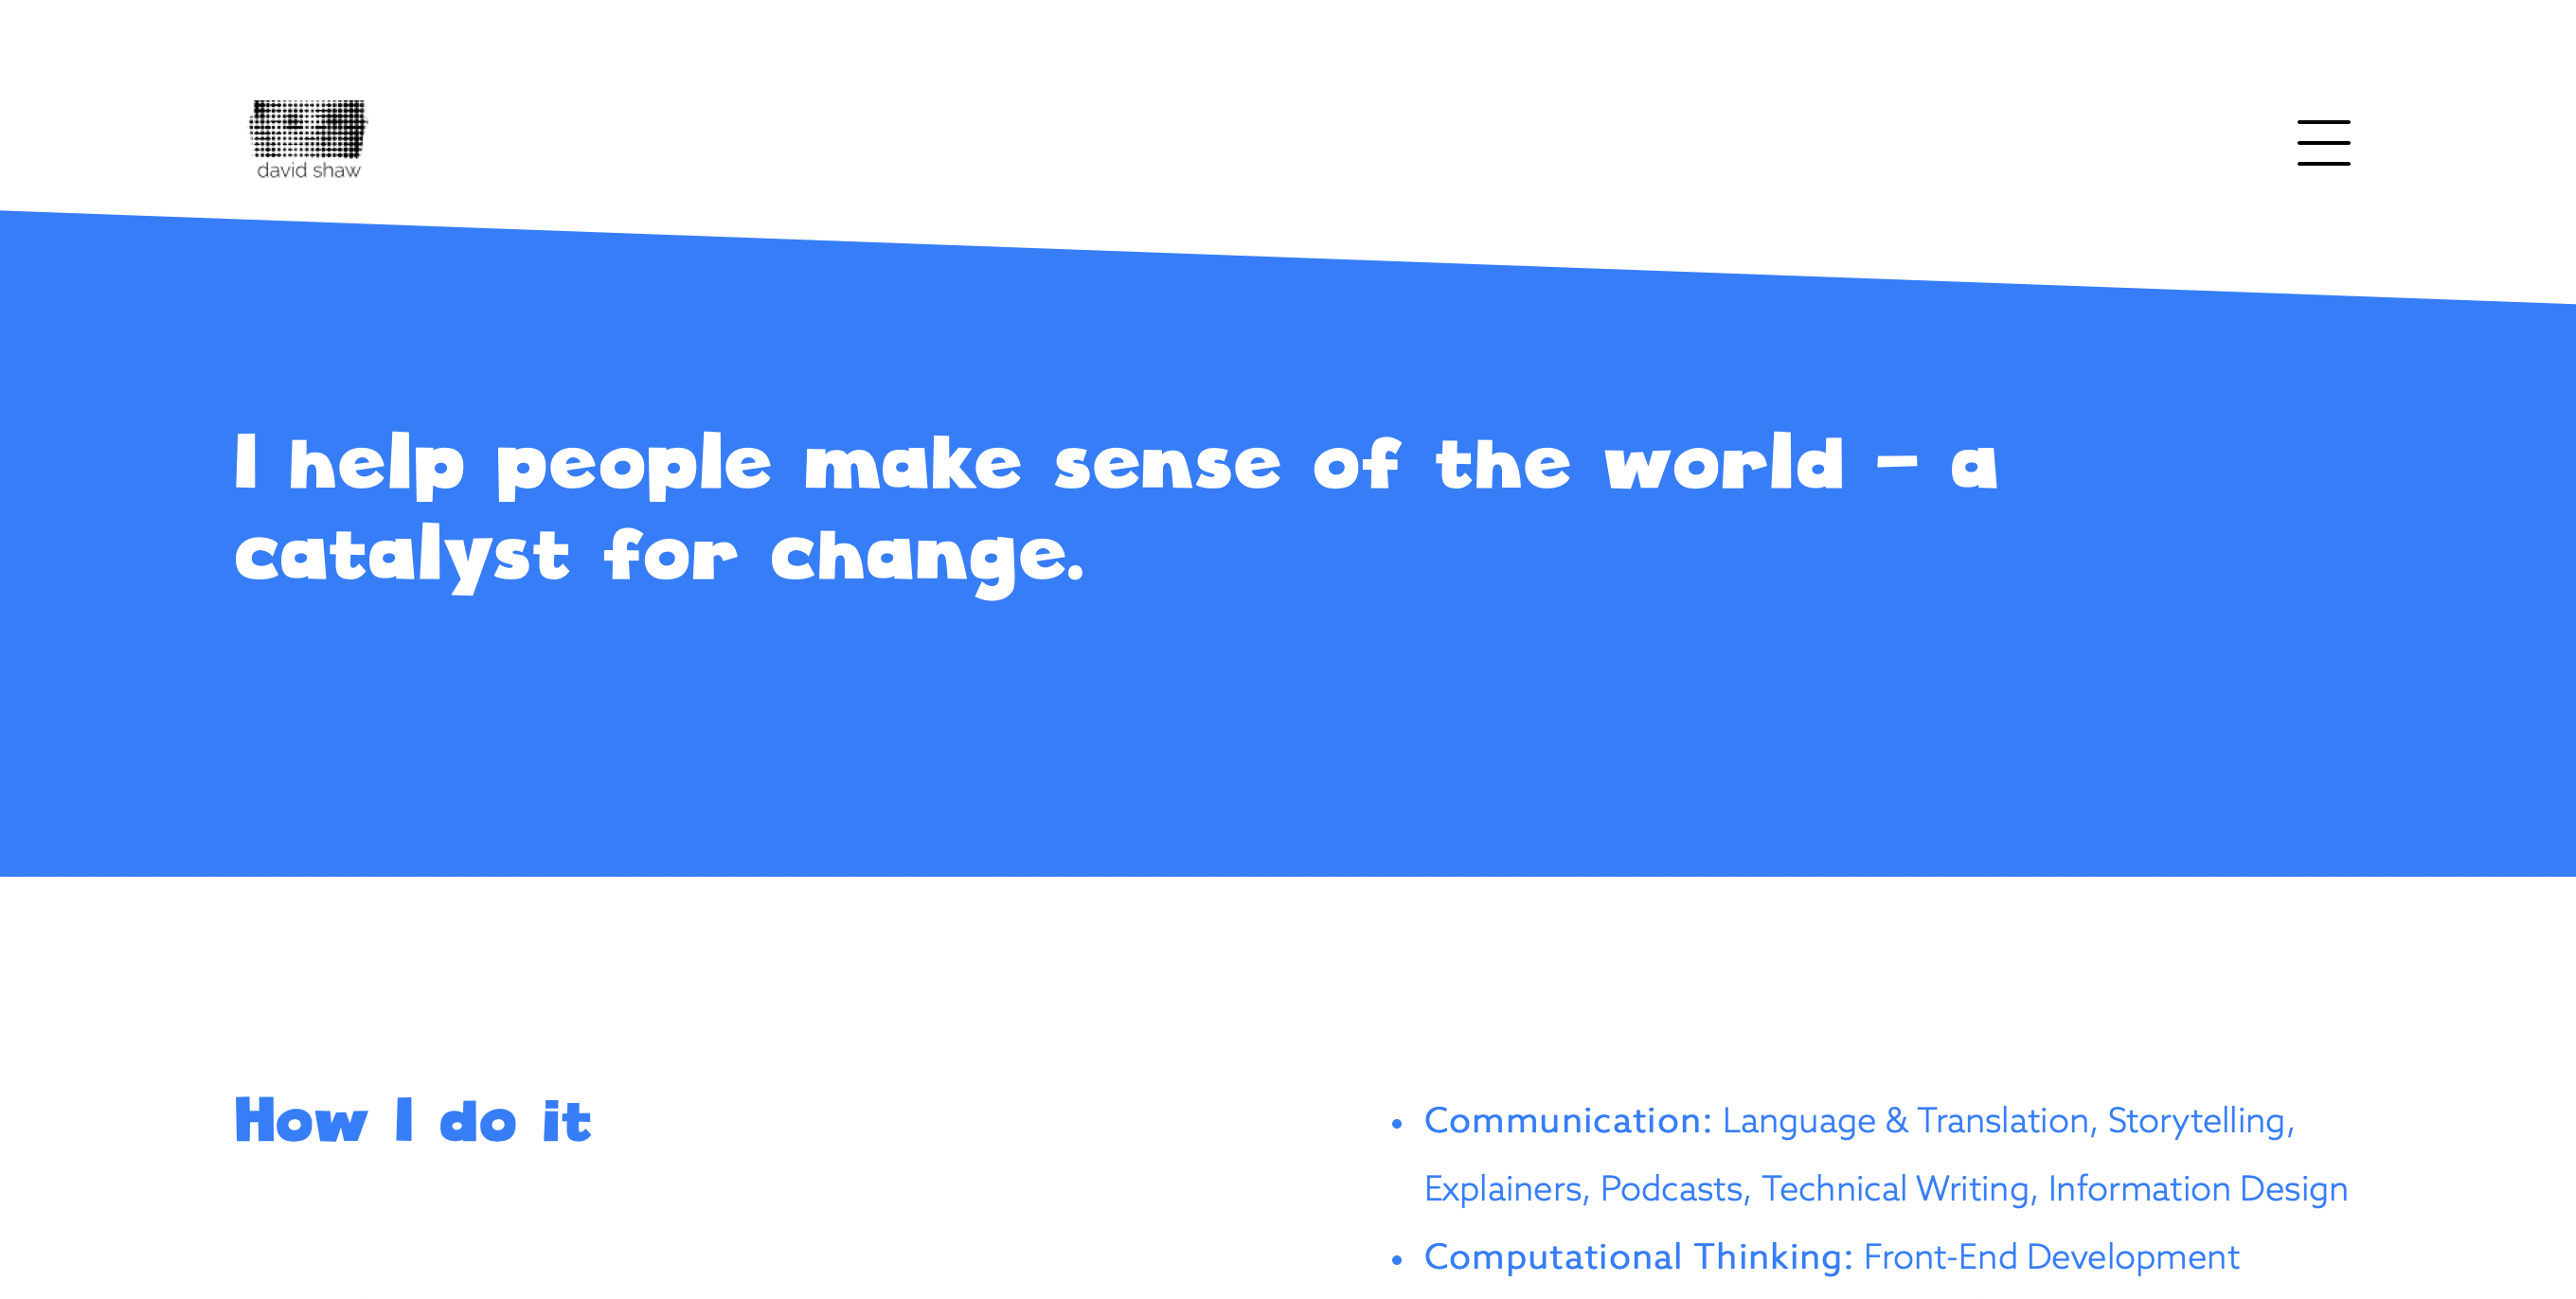 david shaw
I help people make sense of the world – a
catalyst for change.
How I do it
• Communication: Language & Translation, Storytelling,
Explainers, Podcasts, Technical Writing, Information Design
• Computational Thinking: Front-End Development